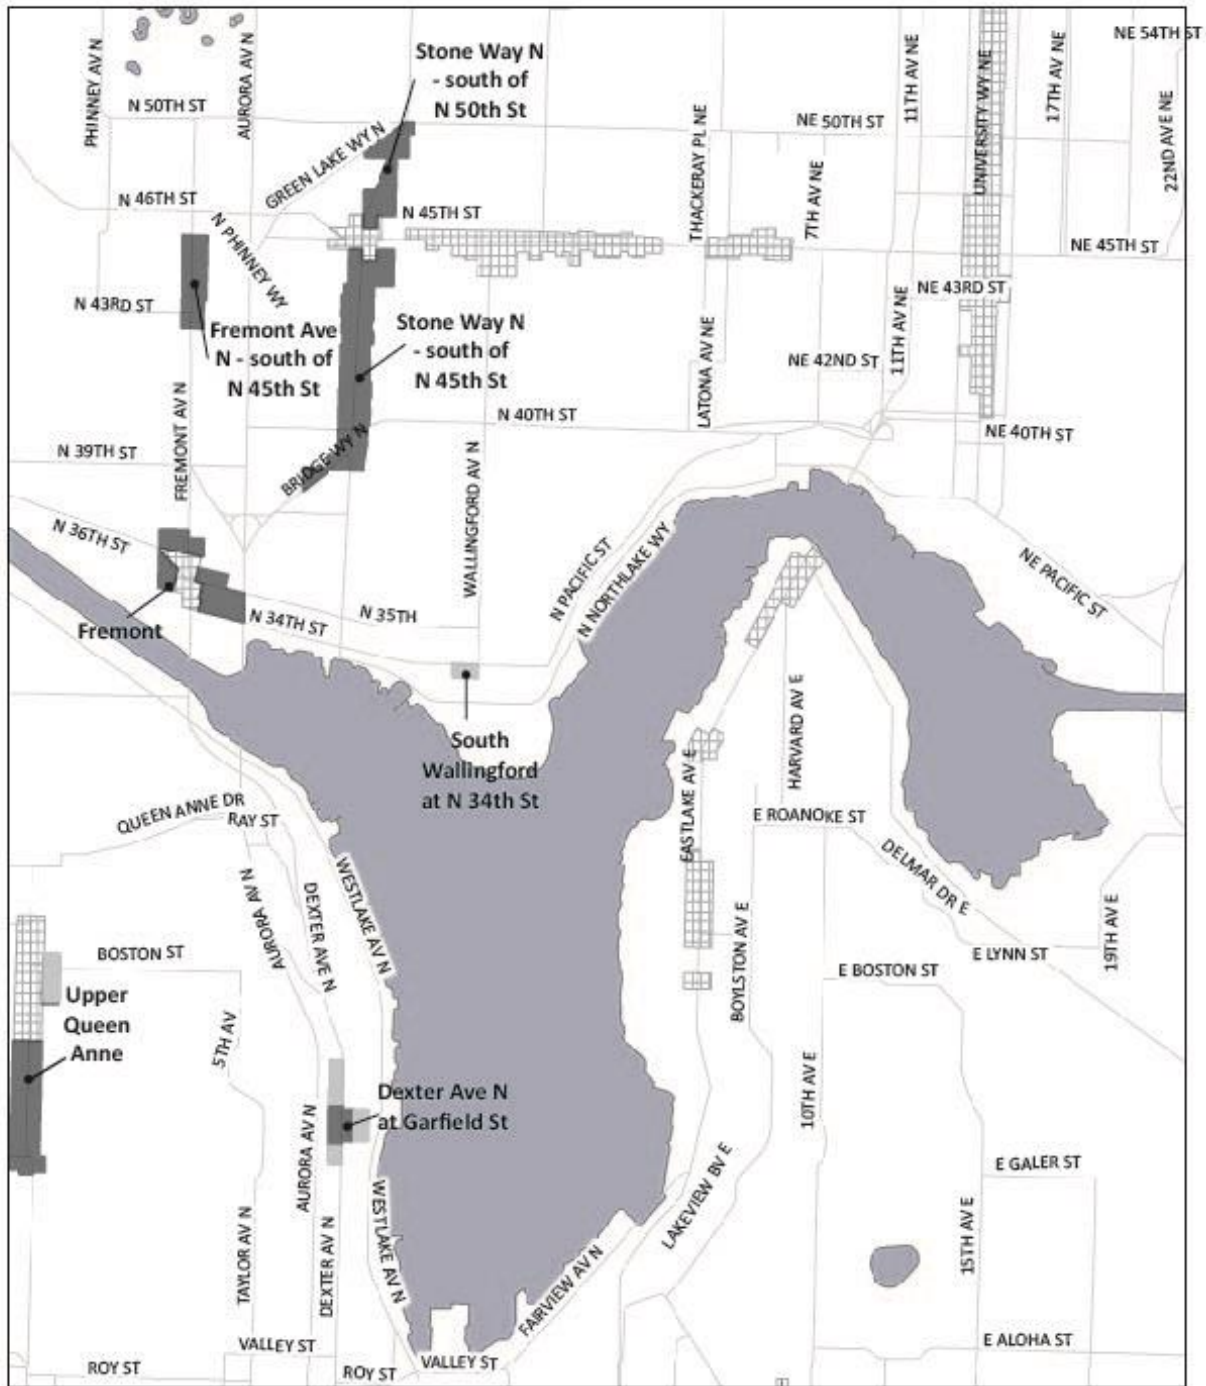 NE 54TH ST
PHINNEY AV N
AURORA AV N
Stone Way N
- south of
N 50th St
11TH AV NE
UNIVERSITY WY NE
17TH AV NE
22ND AVE NE
N 50TH ST
THACKERAY PL NE
NE 50TH ST
GREEN LAKE WY N
7TH AV NE
N 46TH ST
N 45TH ST
N PHINNEY WY
NE 45TH ST
N 43RD ST
NE 43RD ST
Fremont Ave
N - south of
N 45th St
Stone Way N
- south of
N 45th St
LATONA AV NE
11TH AV NE
NE 42ND ST
FREMONT AV N
N 40TH ST
NE 40TH ST
N 39TH ST
BRIDGE WY N
WALLINGFORD AV N
N 36TH ST
N PACIFIC ST
N NORTHLAKE WY
NE PACIFIC ST
Fremont
N 34TH ST
N 35TH
South
Wallingford
at N 34th St
HARVARD AV E
EASTLAKE AV E
QUEEN ANNE DR
RAY ST
E ROANOKE ST
DELMAR DR E
AURORA AV N
DEXTER AVE N
WESTLAKE AV N
BOYLSTON AV E
19TH AV E
BOSTON ST
E LYNN ST
E BOSTON ST
Upper
Queen
Anne
5TH AV
10TH AV E
Dexter Ave N
at Garfield St
AURORA AV N
E GALER ST
LAKEVIEW BV E
WESTLAKE AV N
TAYLOR AV N
DEXTER AV N
15TH AV E
FAIRVIEW AV N
VALLEY ST
E ALOHA ST
ROY ST
ROY ST
VALLEY ST